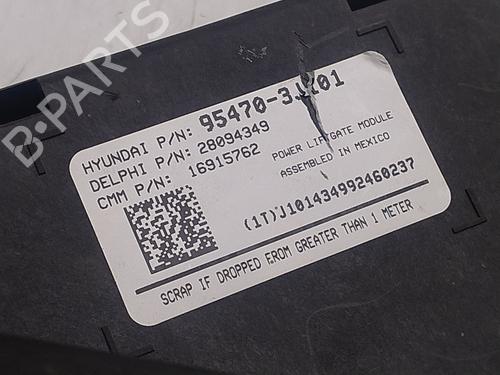 B-PARTS
HYUNDAI P/N: 95470-3J101
DELPHI P/N: 28094349
CMM P/N: 16915762
POWER LIFTGATE MODULE
ASSEMBLED IN MEXICO
(1T)J101434992460237
SCRAP IF DROPPED FROM GREATER THAN 1 METER